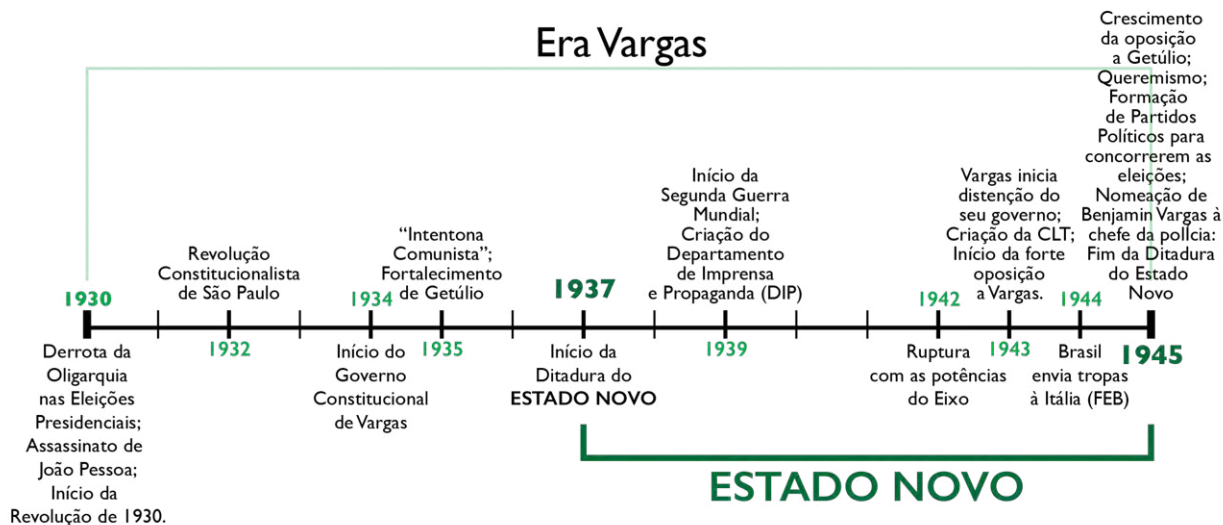 Era Vargas
1930
Derrota da
Oligarquia
nas Eleições
Presidenciais;
Assassinato de
João Pessoa;
Início da
Revolução de 1930.
Revolução
Constitucionalista
de São Paulo
1932
1934
Início do
Governo
Constitucional
de Vargas
“Intentona
Comunista”;
Fortalecimento
de Getúlio
1935
1937
Início da
Ditadura do
ESTADO NOVO
Início da
Segunda Guerra
Mundial;
Criação do
Departamento
de Imprensa
e Propaganda (DIP)
1939
1942
Ruptura
com as potências
do Eixo
Vargas inicia
distenção do
seu governo;
Criação da CLT;
Início da forte
oposição
a Vargas.
1943
1944
Brasil
envia tropas
à Itália (FEB)
Crescimento
da oposição
a Getúlio;
Queremismo;
Formação
de Partidos
Políticos para
concorrerem as
eleições;
Nomeação de
Benjamin Vargas à
chefe da polícia:
Fim da Ditadura
do Estado
Novo
1945
ESTADO NOVO